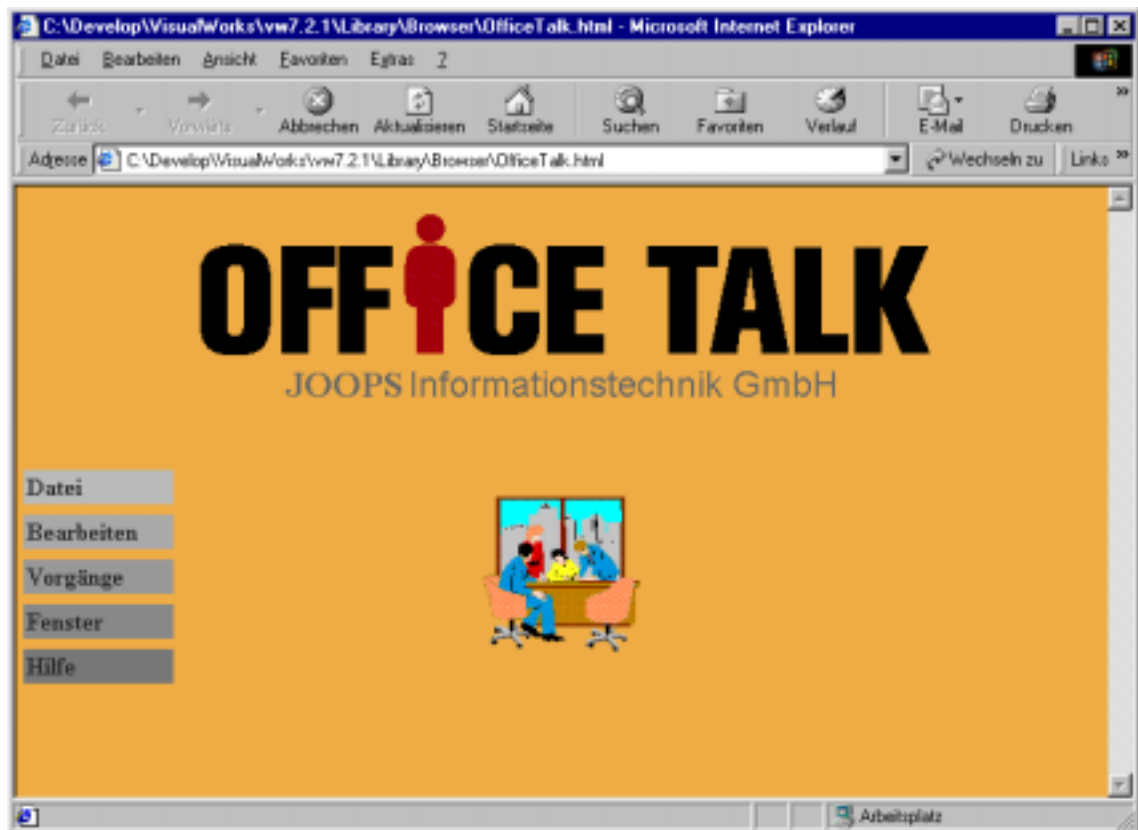 C:\Develop\VisualWorks\vw7.2.1\Library\Browser\OfficeTalk.html - Microsoft Internet Explorer
Datei Bearbeiten Ansicht Favoriten Extras ?
Zurück Vorwärts Abbrechen Aktualisieren Startseite Suchen Favoriten Verlauf E-Mail Drucken »
Adresse C:\Develop\VisualWorks\vw7.2.1\Library\Browser\OfficeTalk.html Wechseln zu Links »
OFFICE TALK
JOOPS Informationstechnik GmbH
Datei
Bearbeiten
Vorgänge
Fenster
Hilfe
Arbeitsplatz